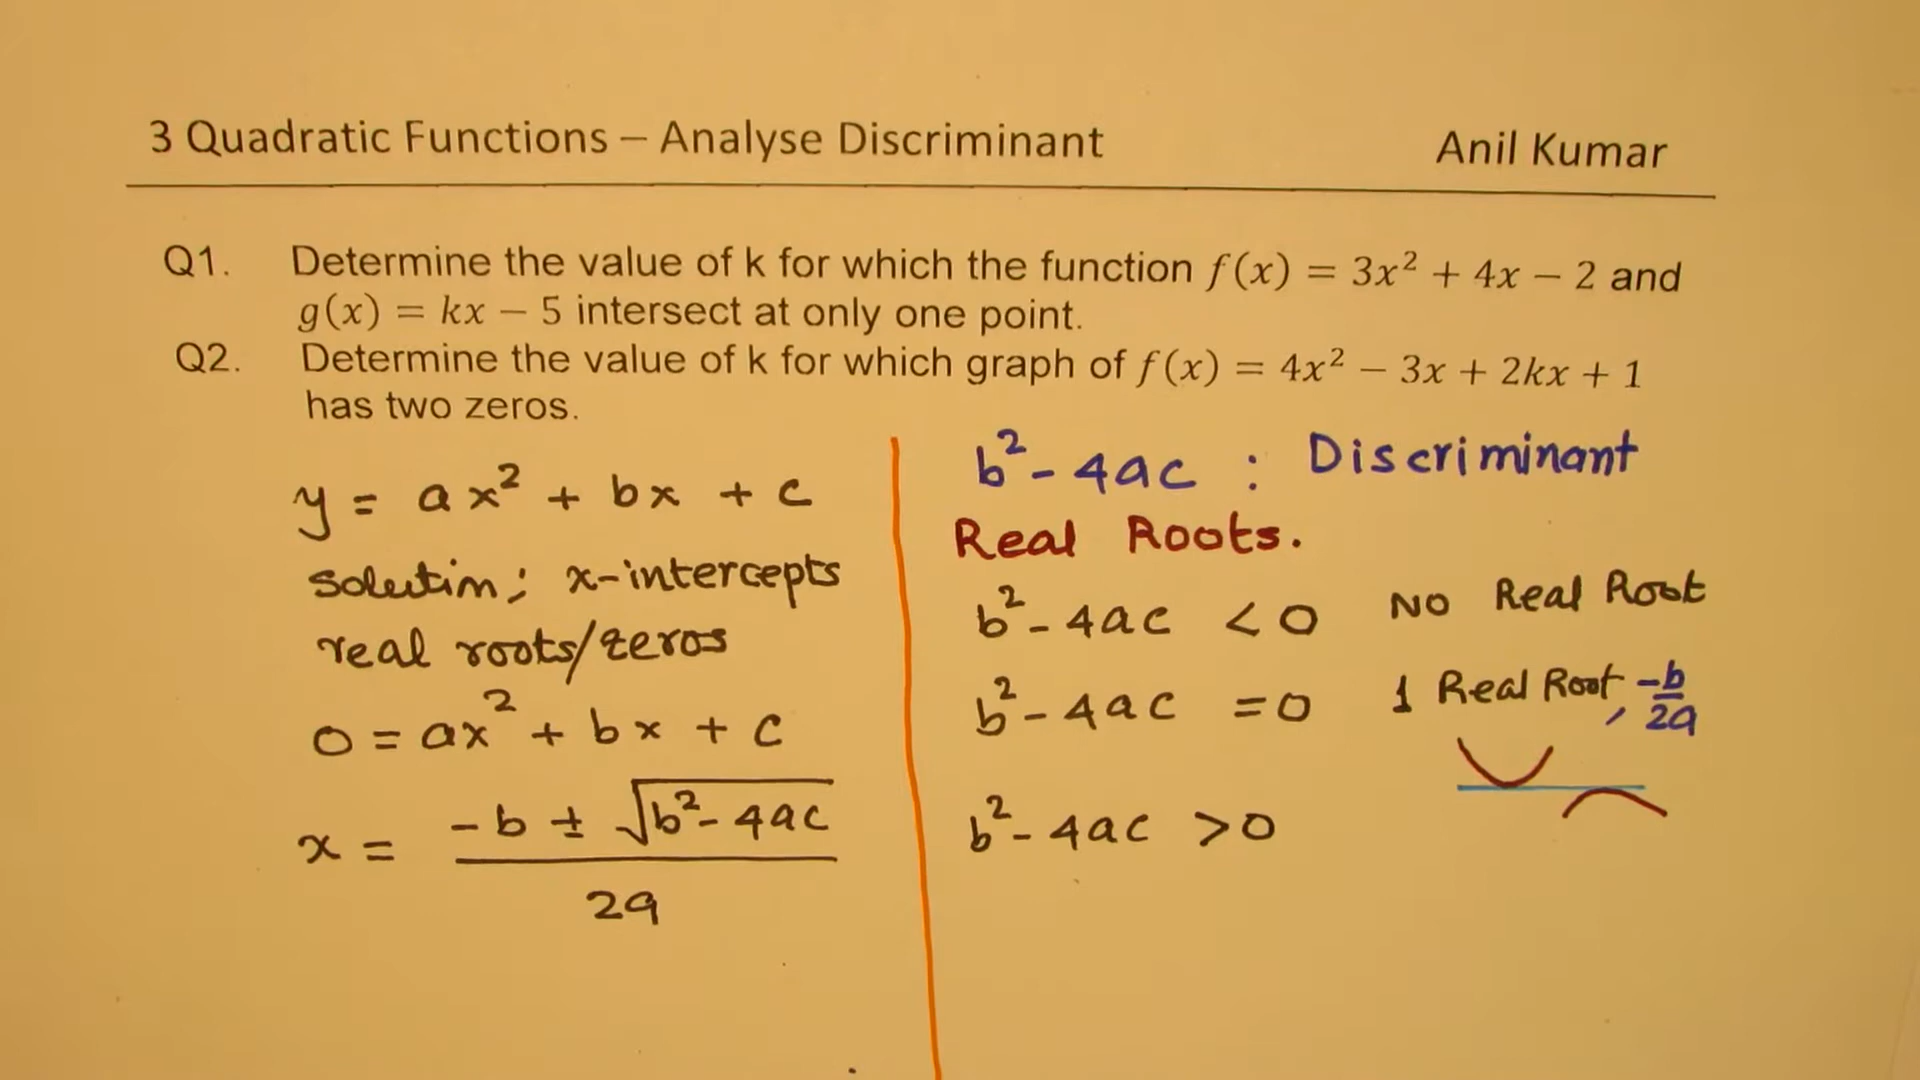 3 Quadratic Functions – Analyse Discriminant Anil Kumar
Q1. Determine the value of k for which the function f(x) = 3x² + 4x − 2 and
g(x) = kx − 5 intersect at only one point.
Q2. Determine the value of k for which graph of f(x) = 4x² − 3x + 2kx + 1
has two zeros.
y = ax² + bx + c
solution; x-intercepts
real roots/zeros
0 = ax² + bx + c
x = (-b ± √(b² - 4ac)) / 2a
b² - 4ac : Discriminant
Real Roots.
b² - 4ac < 0 NO Real Root
b² - 4ac = 0 1 Real Root, -b/2a
b² - 4ac > 0